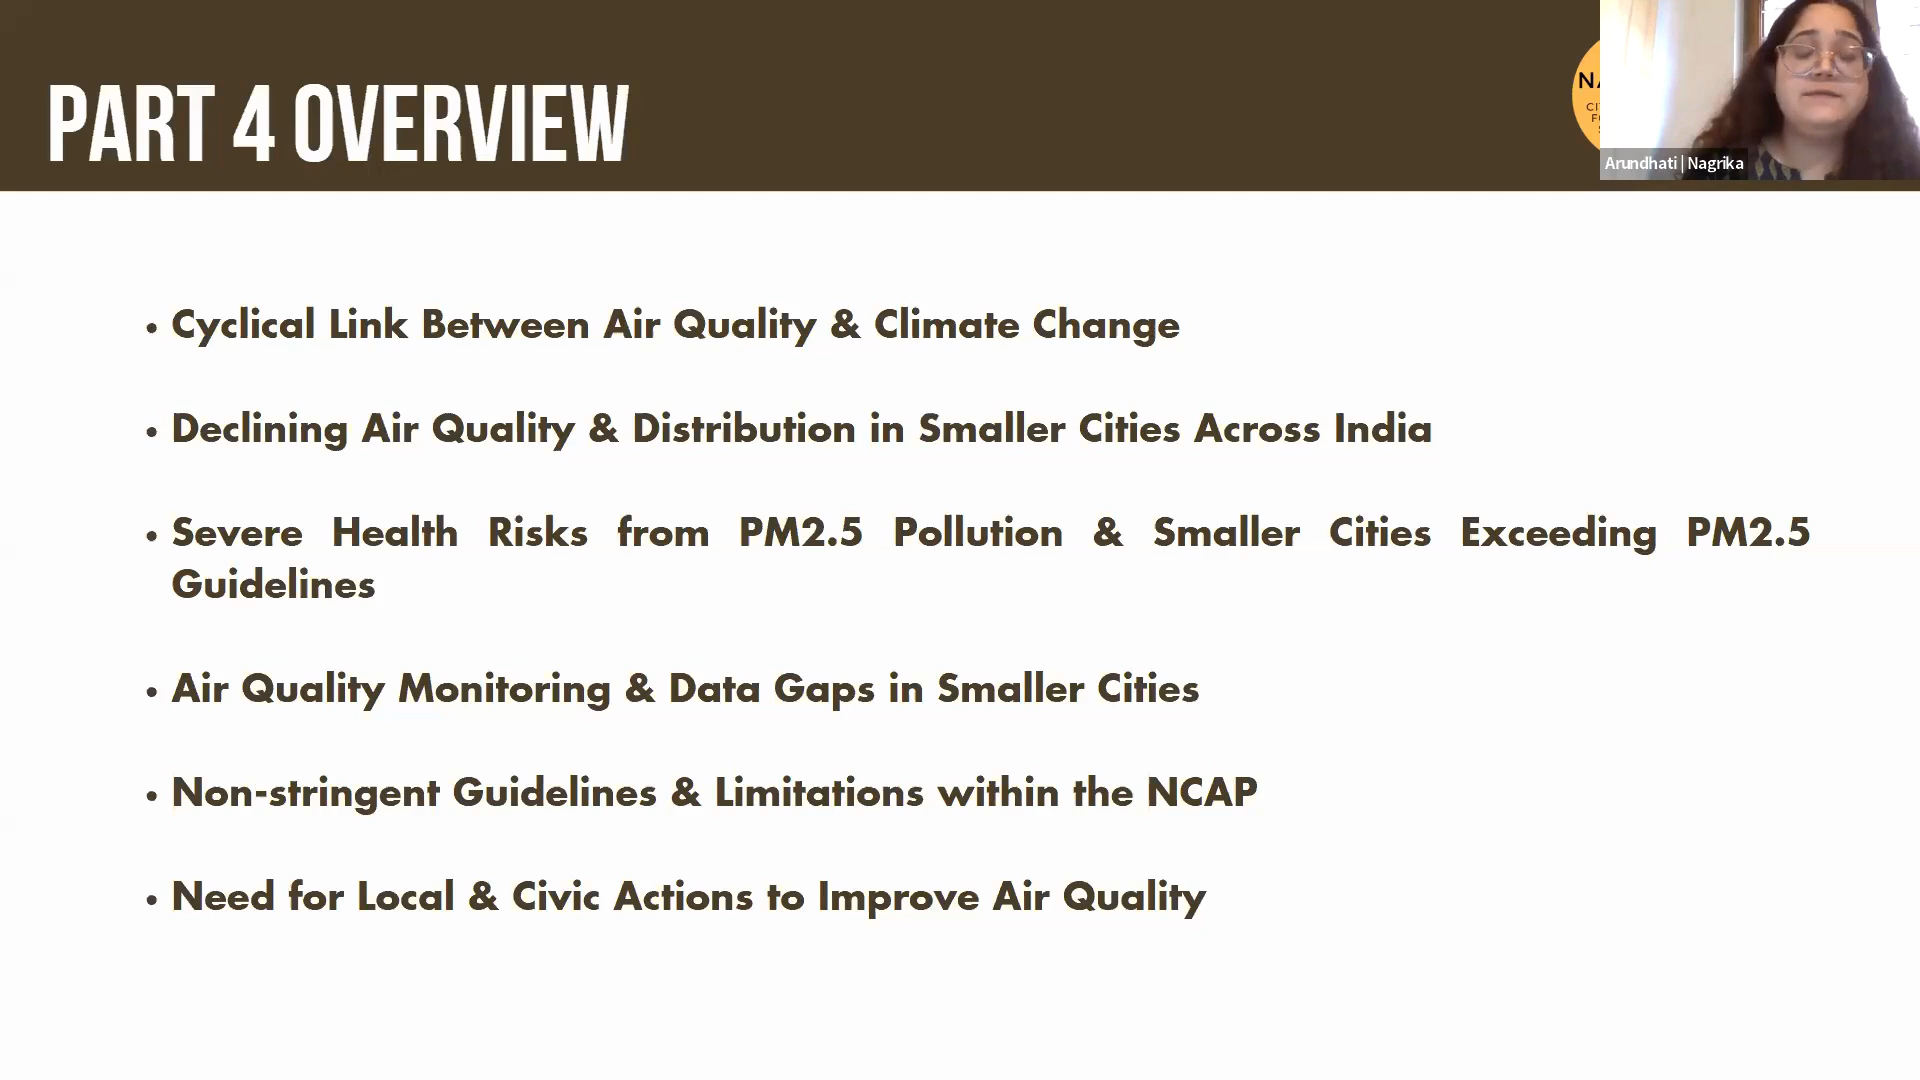 PART 4 OVERVIEW
Arundhati | Nagrika
• Cyclical Link Between Air Quality & Climate Change
• Declining Air Quality & Distribution in Smaller Cities Across India
• Severe Health Risks from PM2.5 Pollution & Smaller Cities Exceeding PM2.5
Guidelines
• Air Quality Monitoring & Data Gaps in Smaller Cities
• Non-stringent Guidelines & Limitations within the NCAP
• Need for Local & Civic Actions to Improve Air Quality